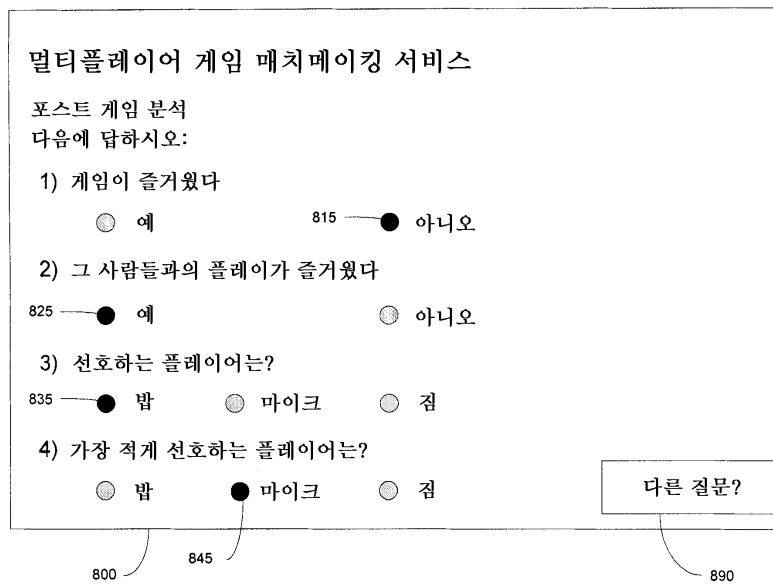 멀티플레이어 게임 매치메이킹 서비스
포스트 게임 분석
다음에 답하시오:
1) 게임이 즐거웠다
예 815 아니오
2) 그 사람들과의 플레이가 즐거웠다
825 예 아니오
3) 선호하는 플레이어는?
835 밥 마이크 짐
4) 가장 적게 선호하는 플레이어는?
밥 마이크 짐 다른 질문?
800 845 890